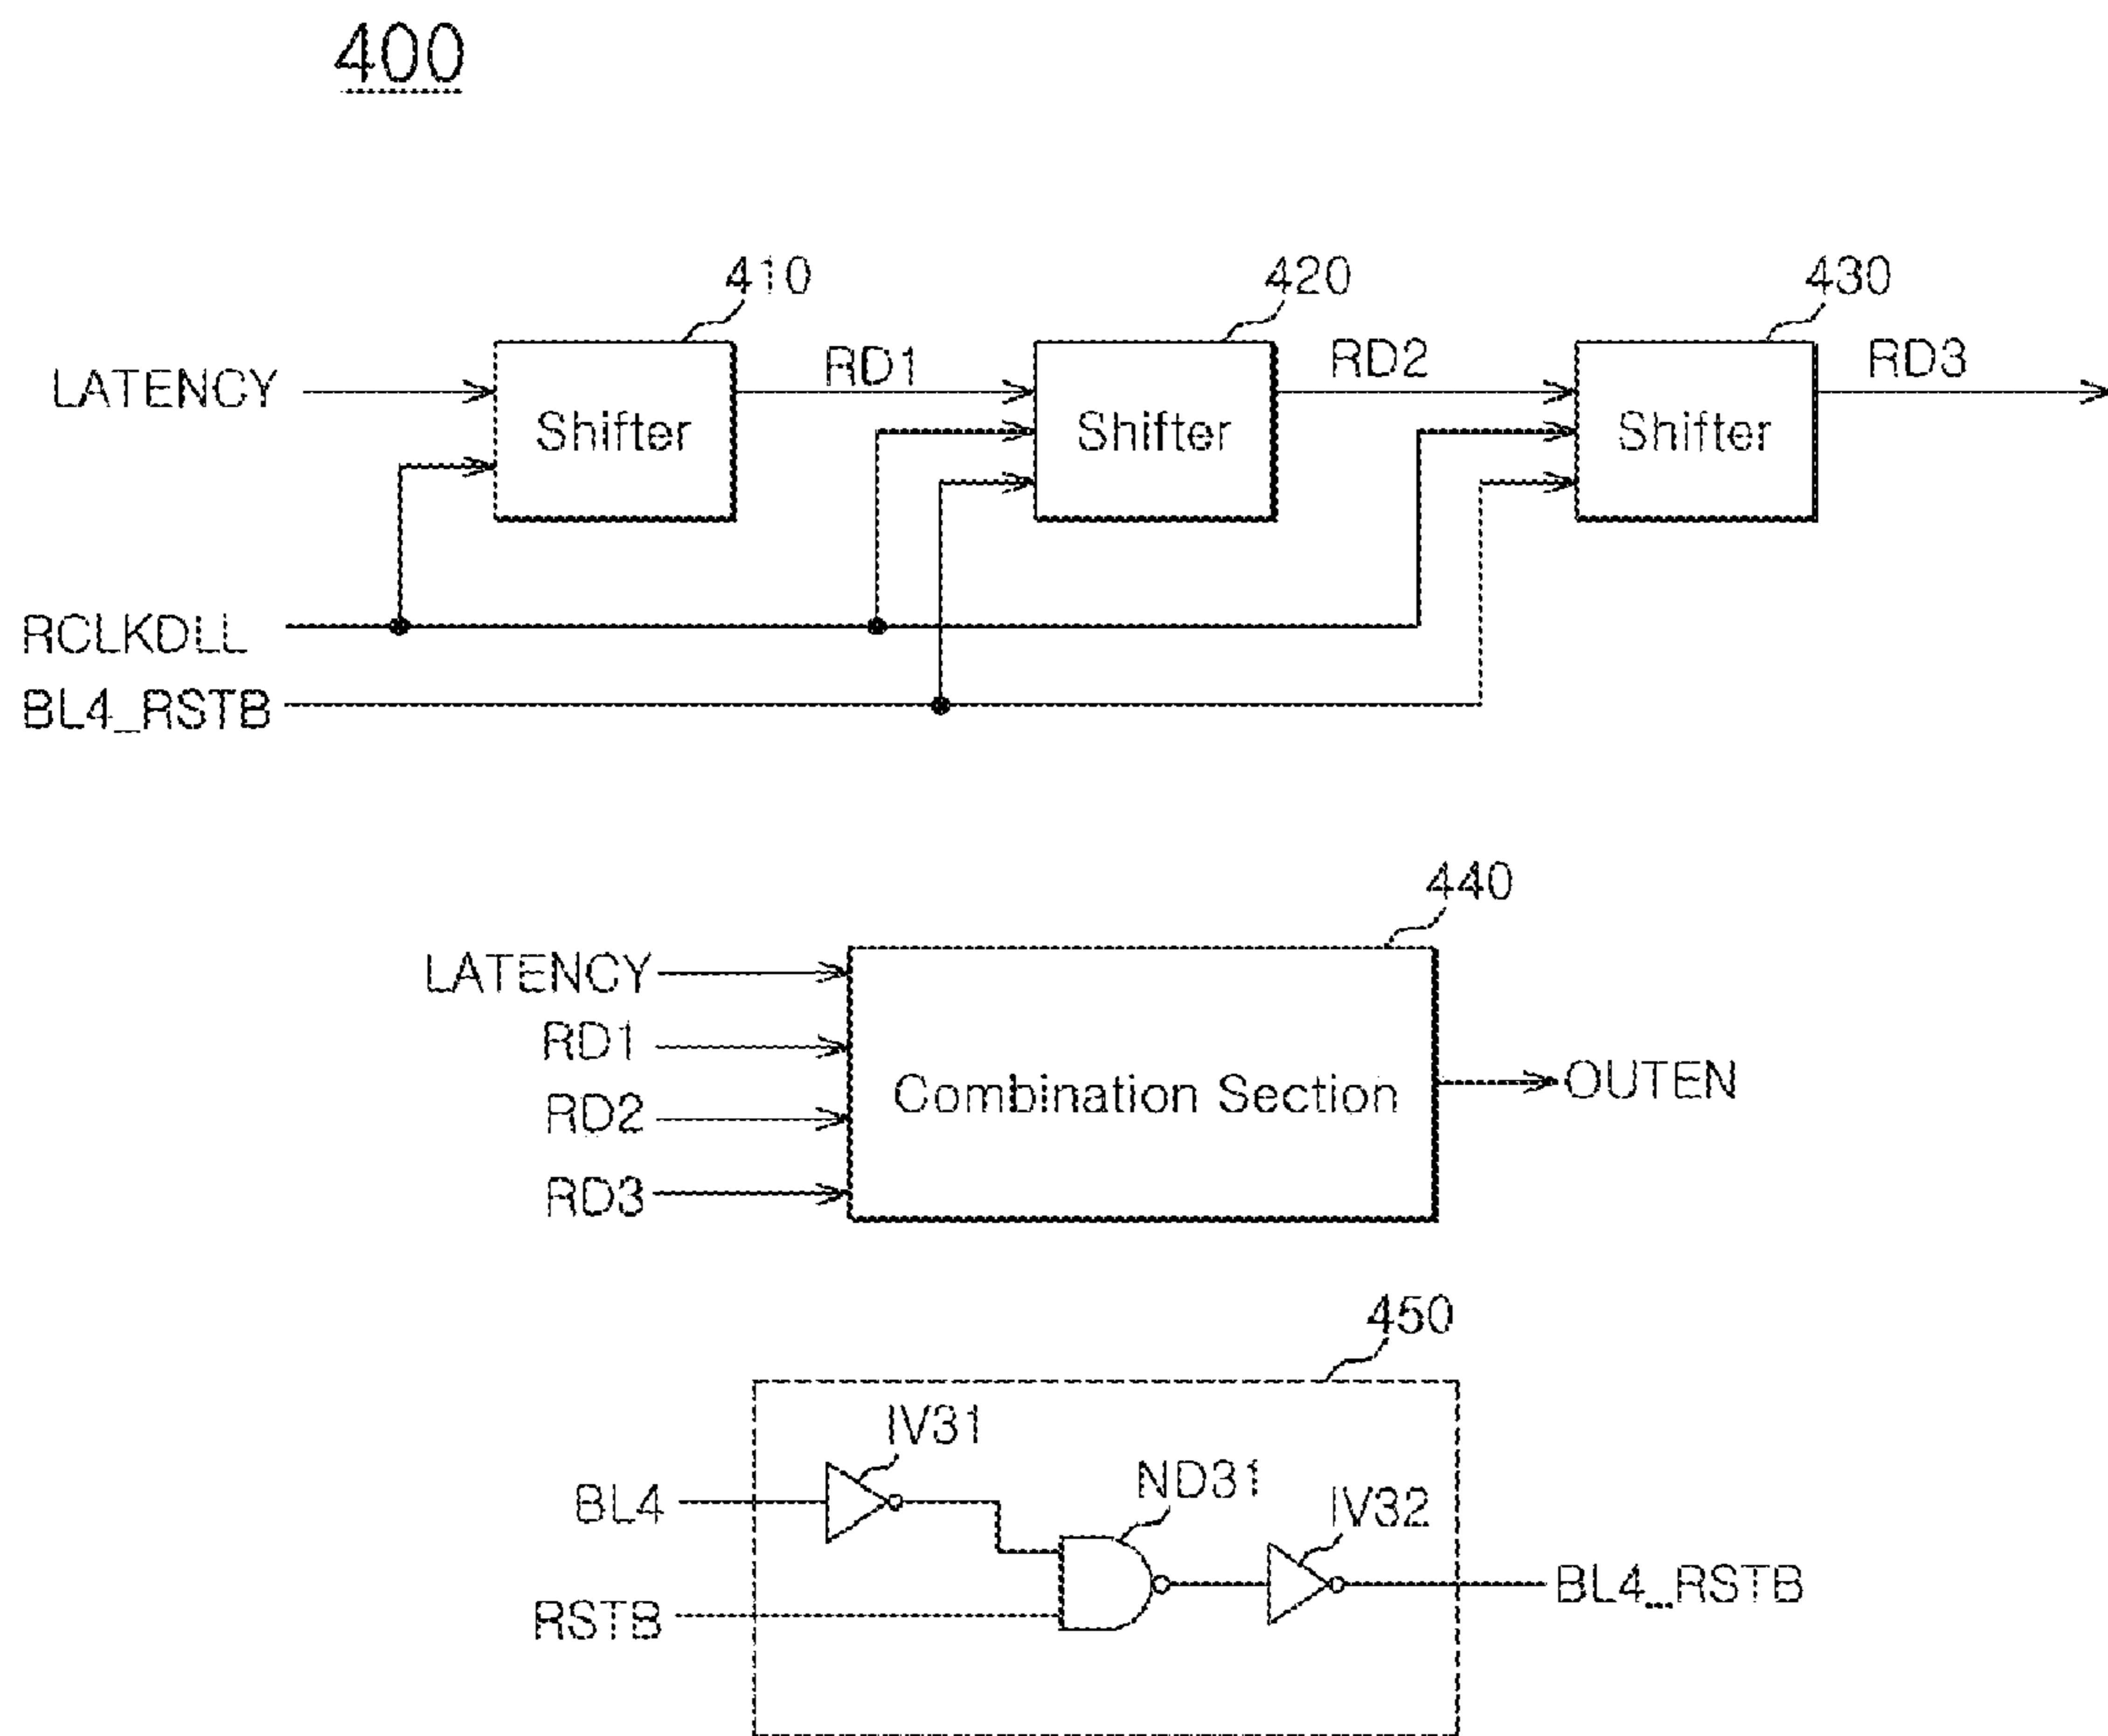 400
410
420
430
LATENCY
Shifter
RD1
Shifter
RD2
Shifter
RD3
RCLKDLL
BL4_RSTB
440
LATENCY
RD1
RD2
RD3
Combination Section
OUTEN
450
IV31
BL4
ND31
IV32
RSTB
BL4_RSTB